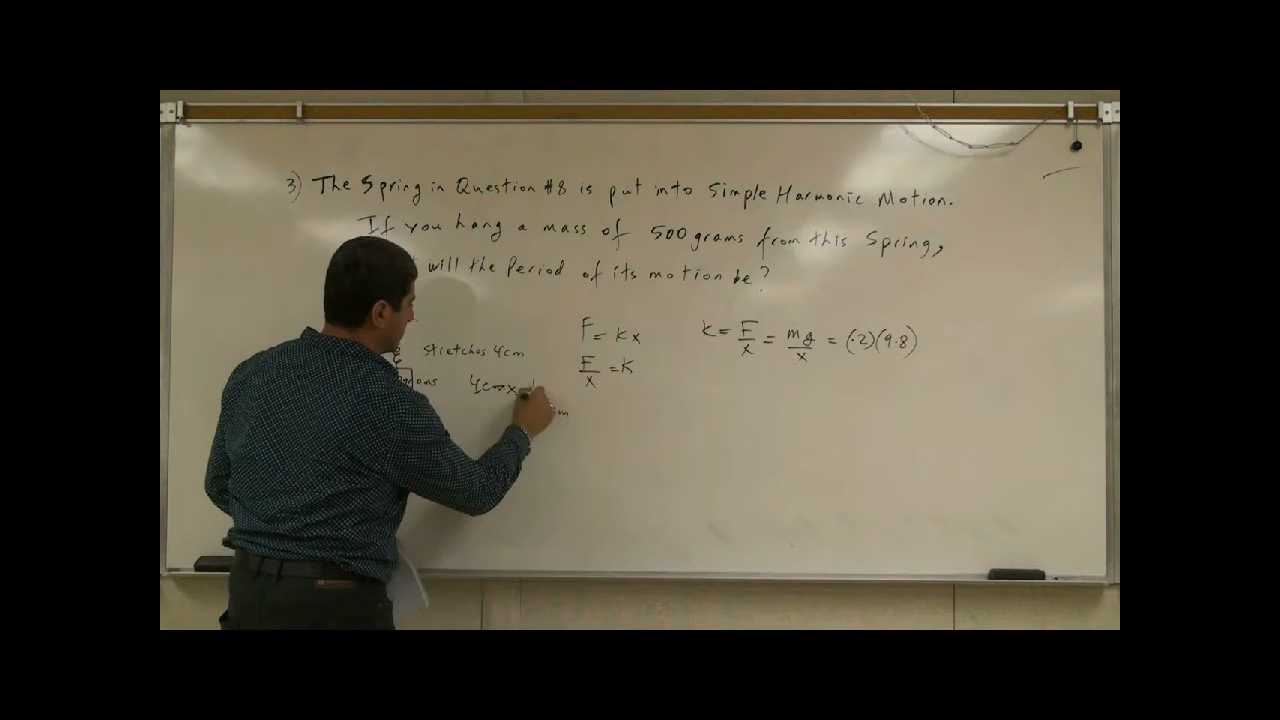 3) The Spring in Question #8 is put into Simple Harmonic Motion.
If you hang a mass of 500 grams from this Spring,
will the Period of its motion be?
stretches 4cm
4cm x
m
F = Kx
F/x = K
K = F/x = mg/x = (.2)(9.8)